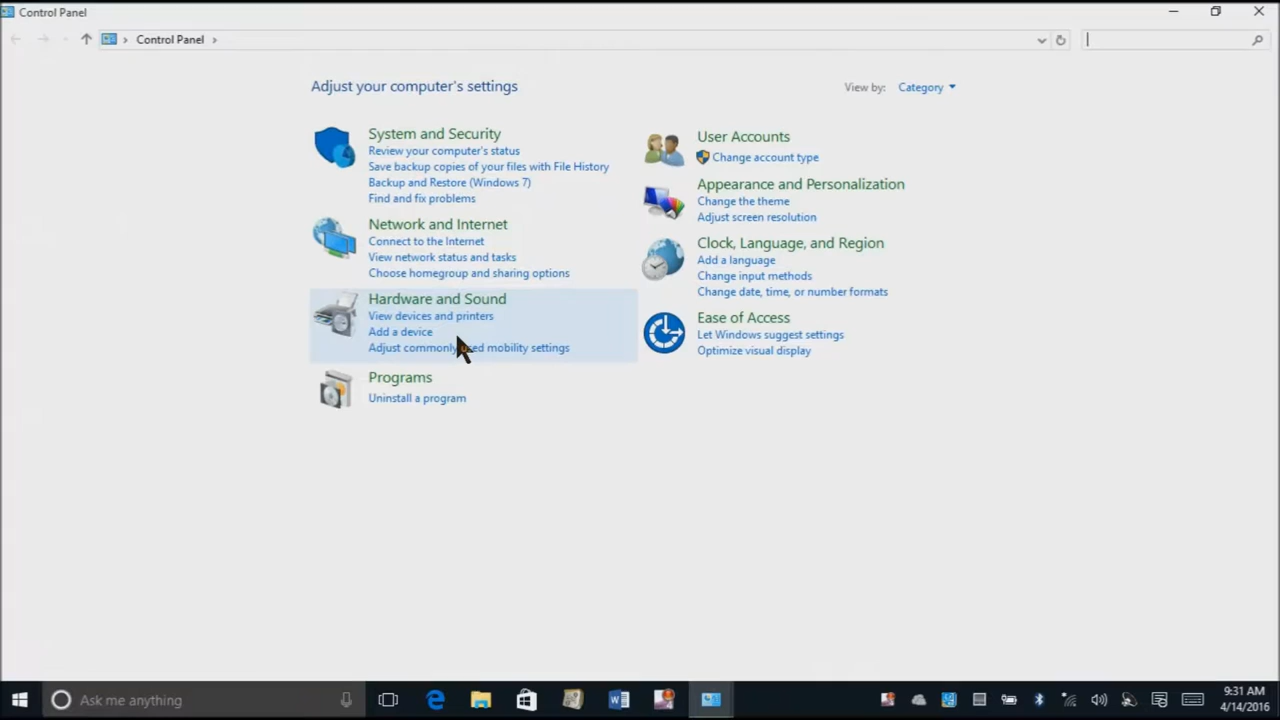 Control Panel
Control Panel
Adjust your computer's settings
View by: Category
System and Security
Review your computer's status
Save backup copies of your files with File History
Backup and Restore (Windows 7)
Find and fix problems
Network and Internet
Connect to the Internet
View network status and tasks
Choose homegroup and sharing options
Hardware and Sound
View devices and printers
Add a device
Adjust commonly used mobility settings
Programs
Uninstall a program
User Accounts
Change account type
Appearance and Personalization
Change the theme
Adjust screen resolution
Clock, Language, and Region
Add a language
Change input methods
Change date, time, or number formats
Ease of Access
Let Windows suggest settings
Optimize visual display
Ask me anything
9:31 AM
4/14/2016